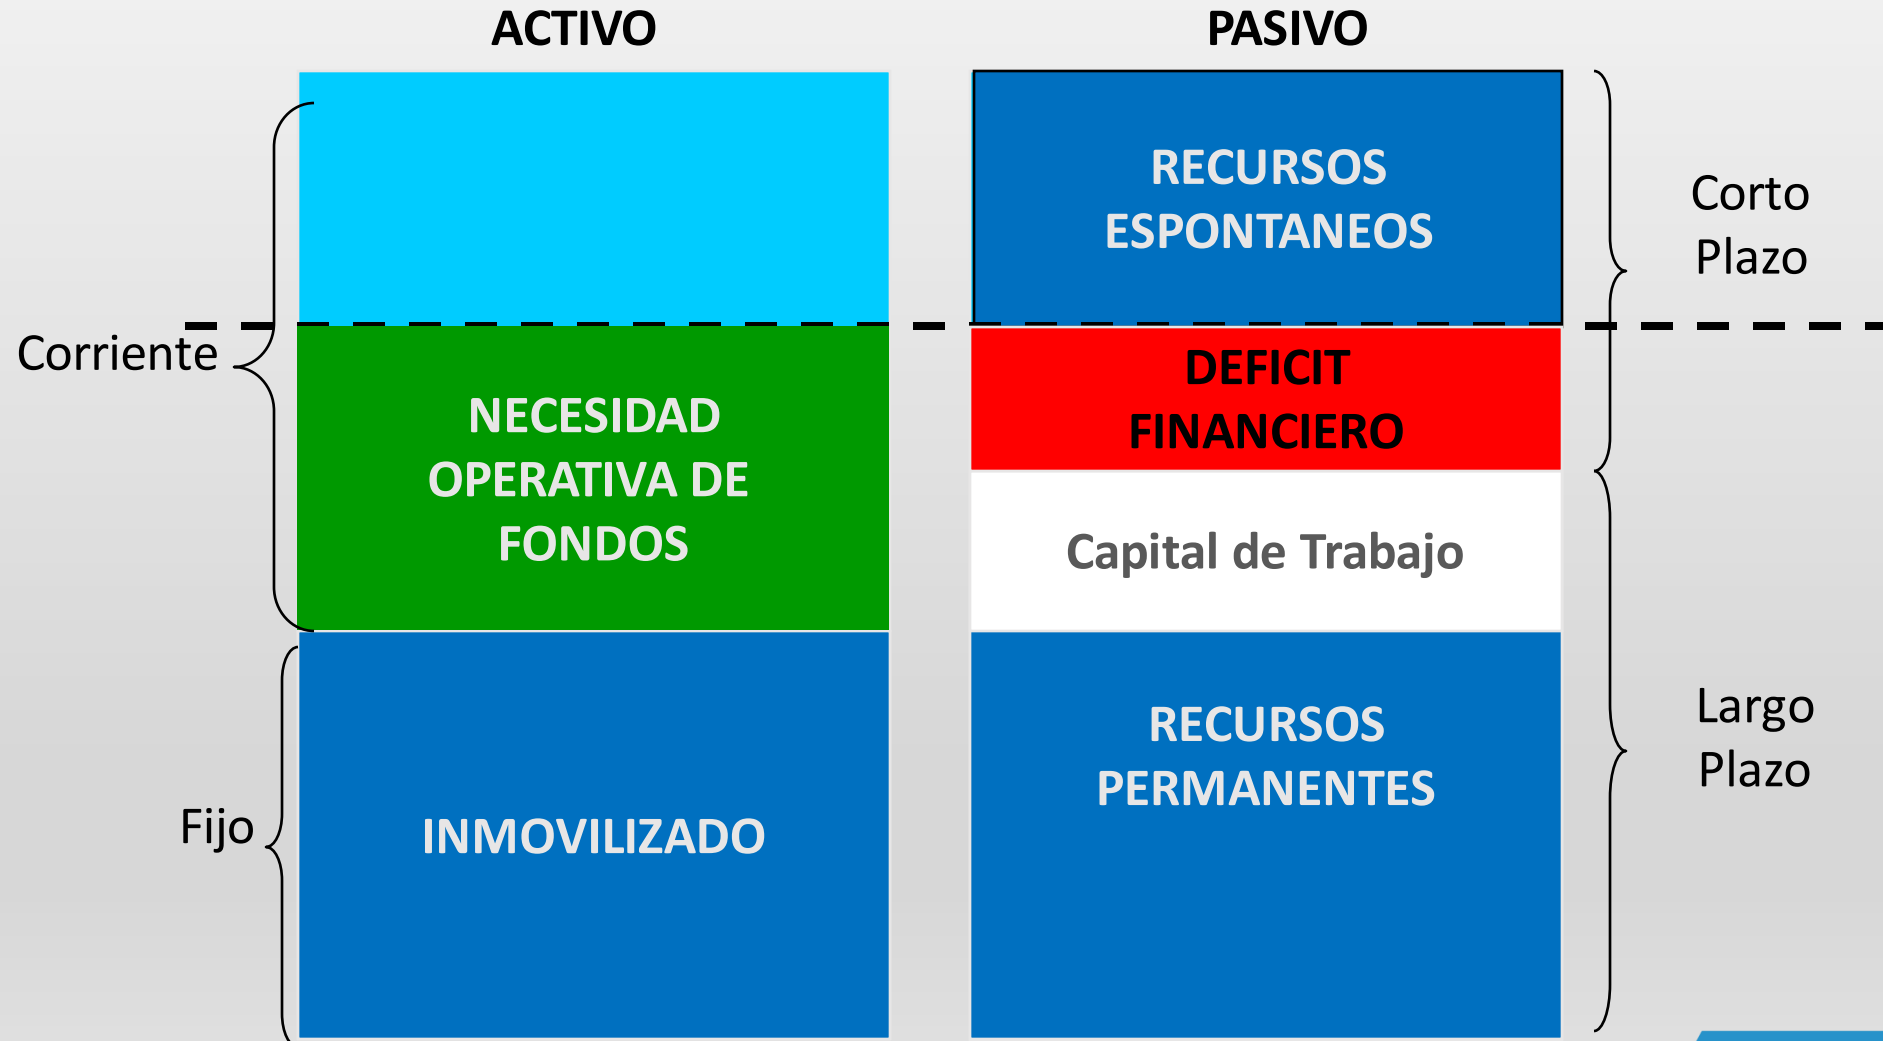 ACTIVO
PASIVO
RECURSOS
ESPONTANEOS
Corto
Plazo
Corriente
DEFICIT
FINANCIERO
NECESIDAD
OPERATIVA DE
FONDOS
Capital de Trabajo
RECURSOS
PERMANENTES
Largo
Plazo
Fijo
INMOVILIZADO